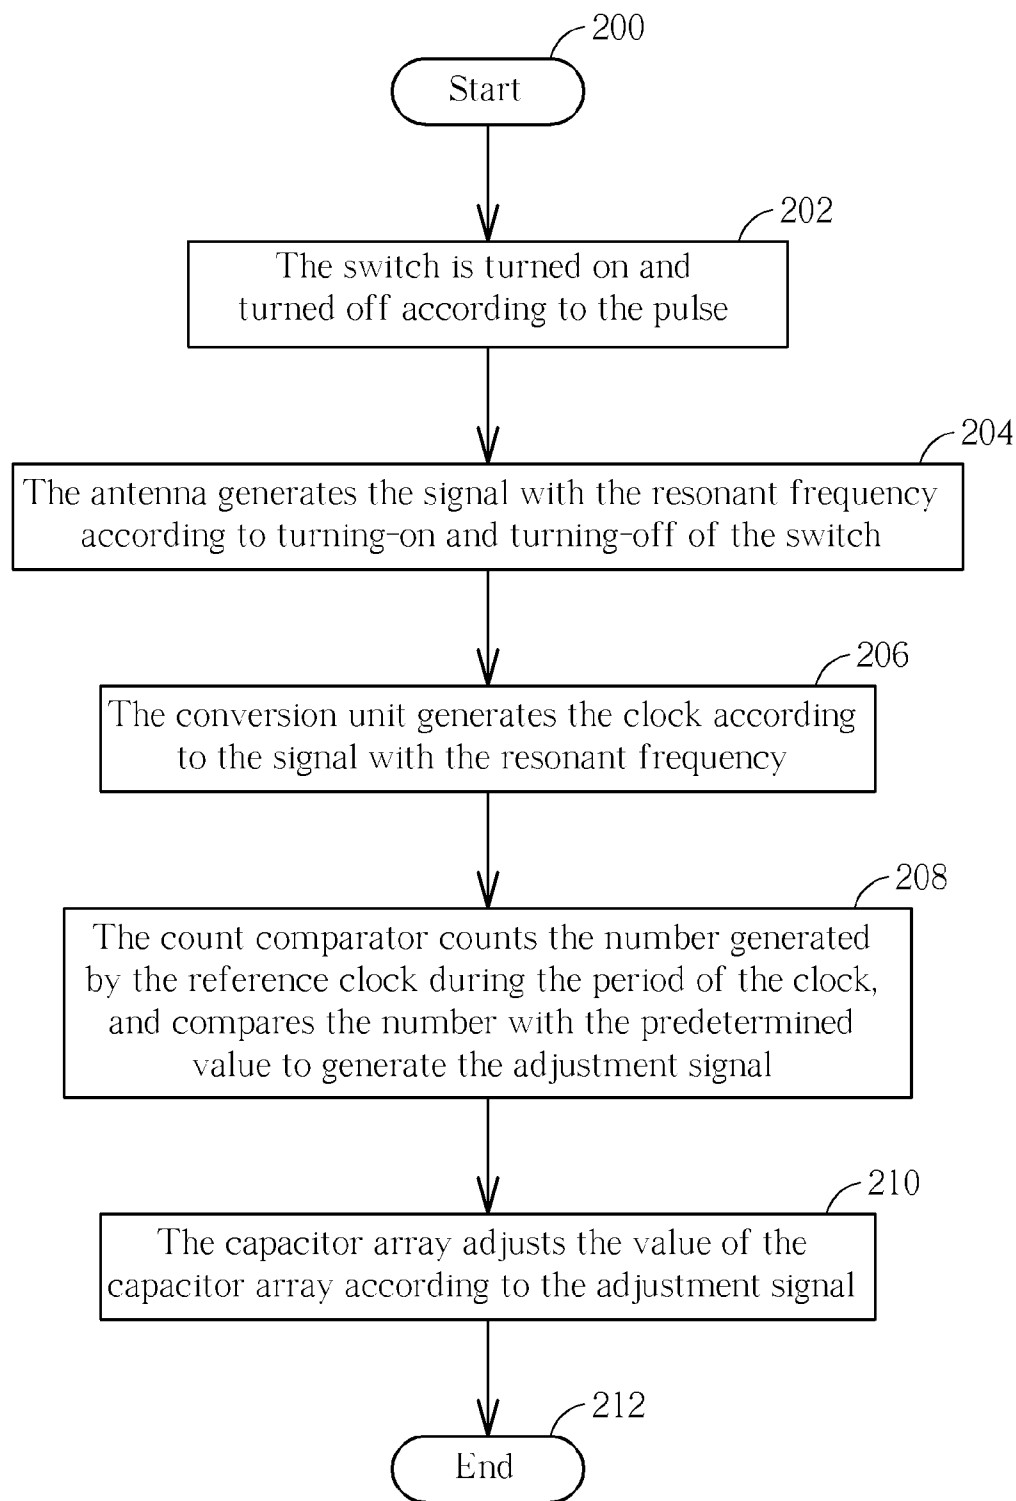 200
Start
202
The switch is turned on and
turned off according to the pulse
204
The antenna generates the signal with the resonant frequency
according to turning-on and turning-off of the switch
206
The conversion unit generates the clock according
to the signal with the resonant frequency
208
The count comparator counts the number generated
by the reference clock during the period of the clock,
and compares the number with the predetermined
value to generate the adjustment signal
210
The capacitor array adjusts the value of the
capacitor array according to the adjustment signal
212
End